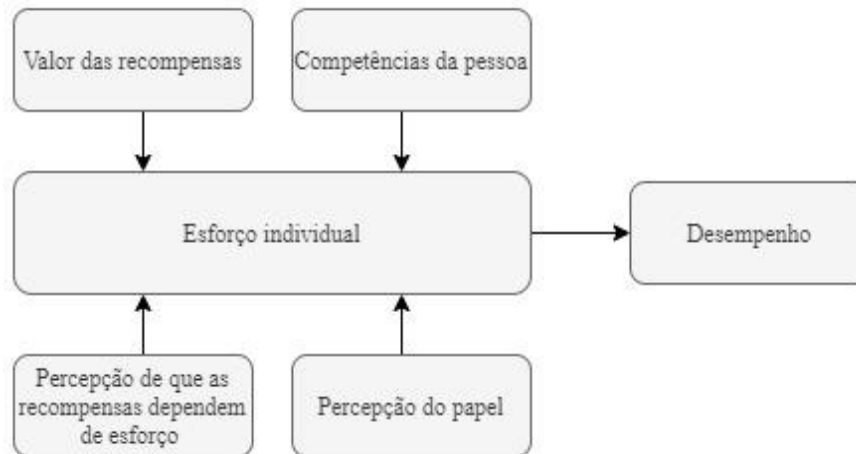 Valor das recompensas
Competências da pessoa
Esforço individual
Desempenho
Percepção de que as
recompensas dependem
de esforço
Percepção do papel